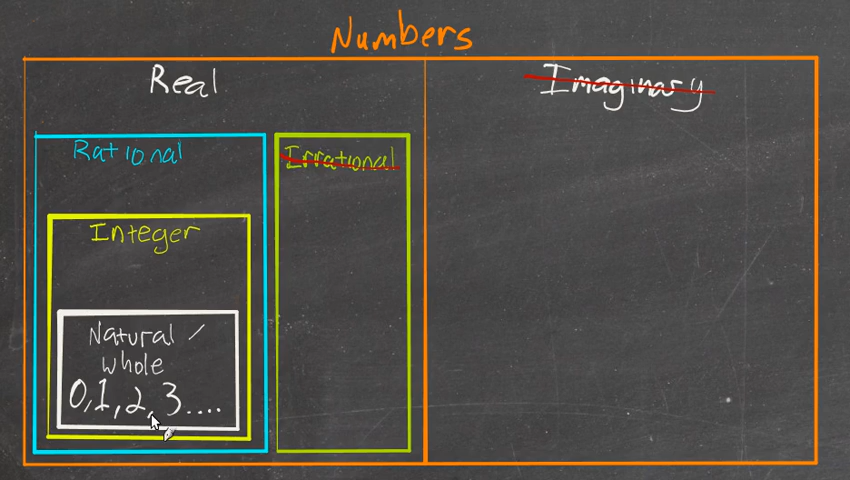 Numbers
Real
Imaginary
Rational
Irrational
Integer
Natural /
whole
0,1,2,3....